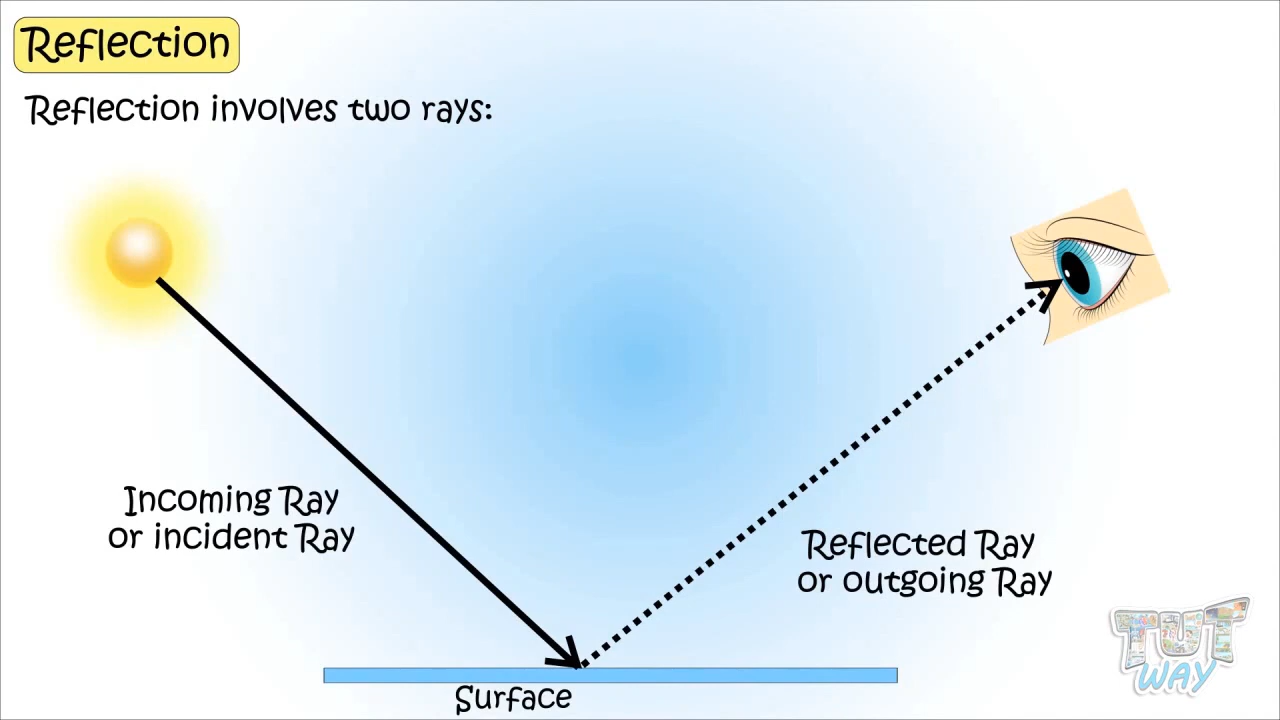 Reflection
Reflection involves two rays:
Incoming Ray
or incident Ray
Reflected Ray
or outgoing Ray
Surface
TUT
WAY